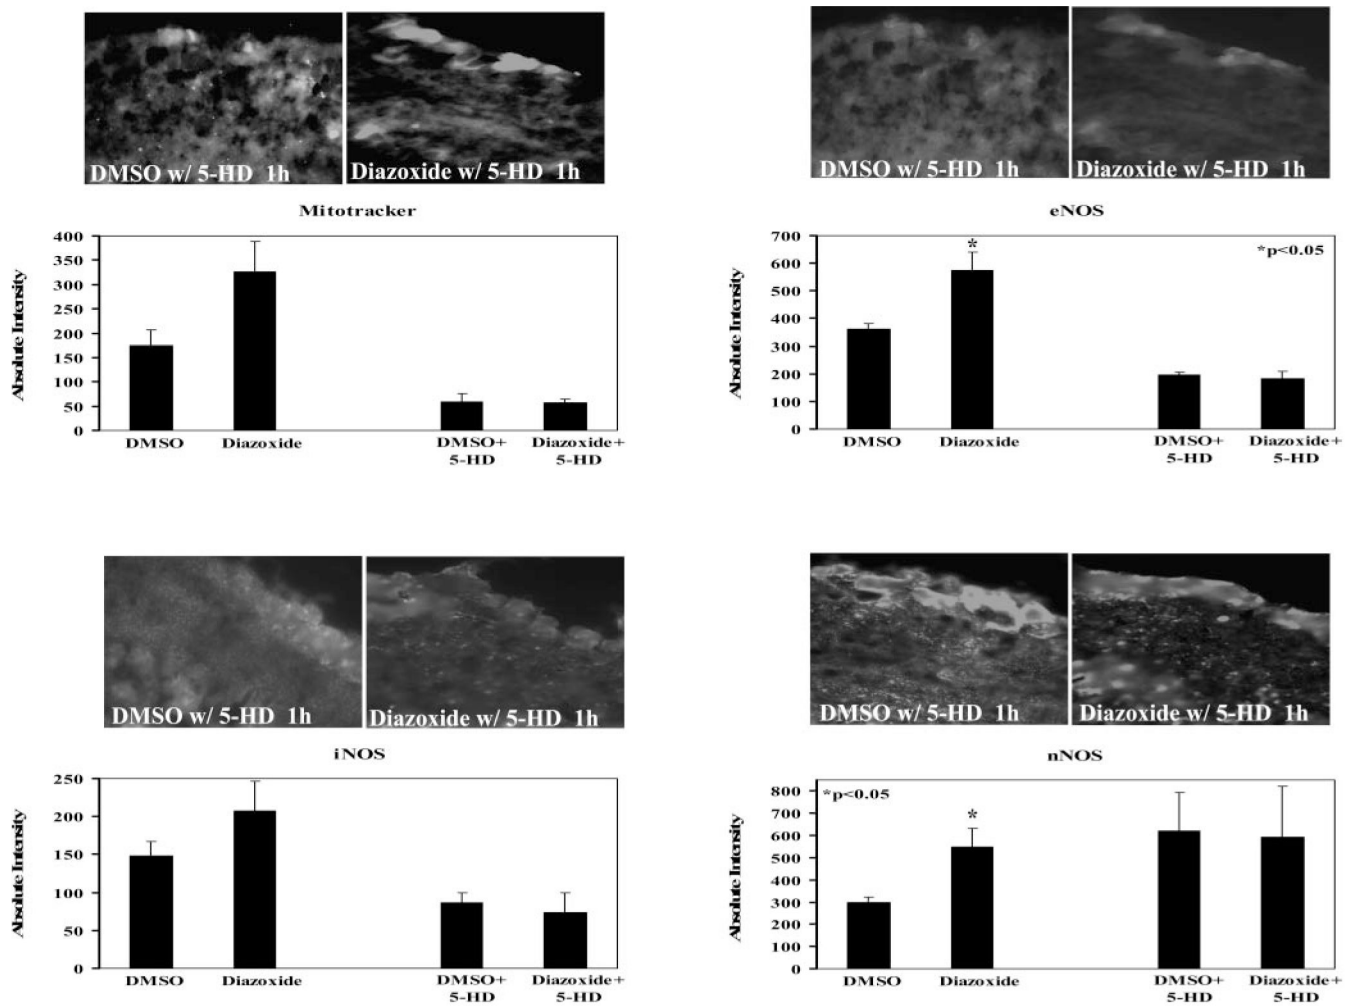 DMSO w/ 5-HD 1h
Diazoxide w/ 5-HD 1h
Mitotracker
Absolute Intensity
400
350
300
250
200
150
100
50
0
DMSO
Diazoxide
DMSO+
5-HD
Diazoxide+
5-HD
DMSO w/ 5-HD 1h
Diazoxide w/ 5-HD 1h
eNOS
Absolute Intensity
700
600
500
400
300
200
100
0
*
*p<0.05
DMSO
Diazoxide
DMSO+
5-HD
Diazoxide+
5-HD
DMSO w/ 5-HD 1h
Diazoxide w/ 5-HD 1h
iNOS
Absolute Intensity
250
200
150
100
50
0
DMSO
Diazoxide
DMSO+
5-HD
Diazoxide+
5-HD
DMSO w/ 5-HD 1h
Diazoxide w/ 5-HD 1h
nNOS
Absolute Intensity
800
700
600
500
400
300
200
100
0
*p<0.05
*
DMSO
Diazoxide
DMSO+
5-HD
Diazoxide+
5-HD